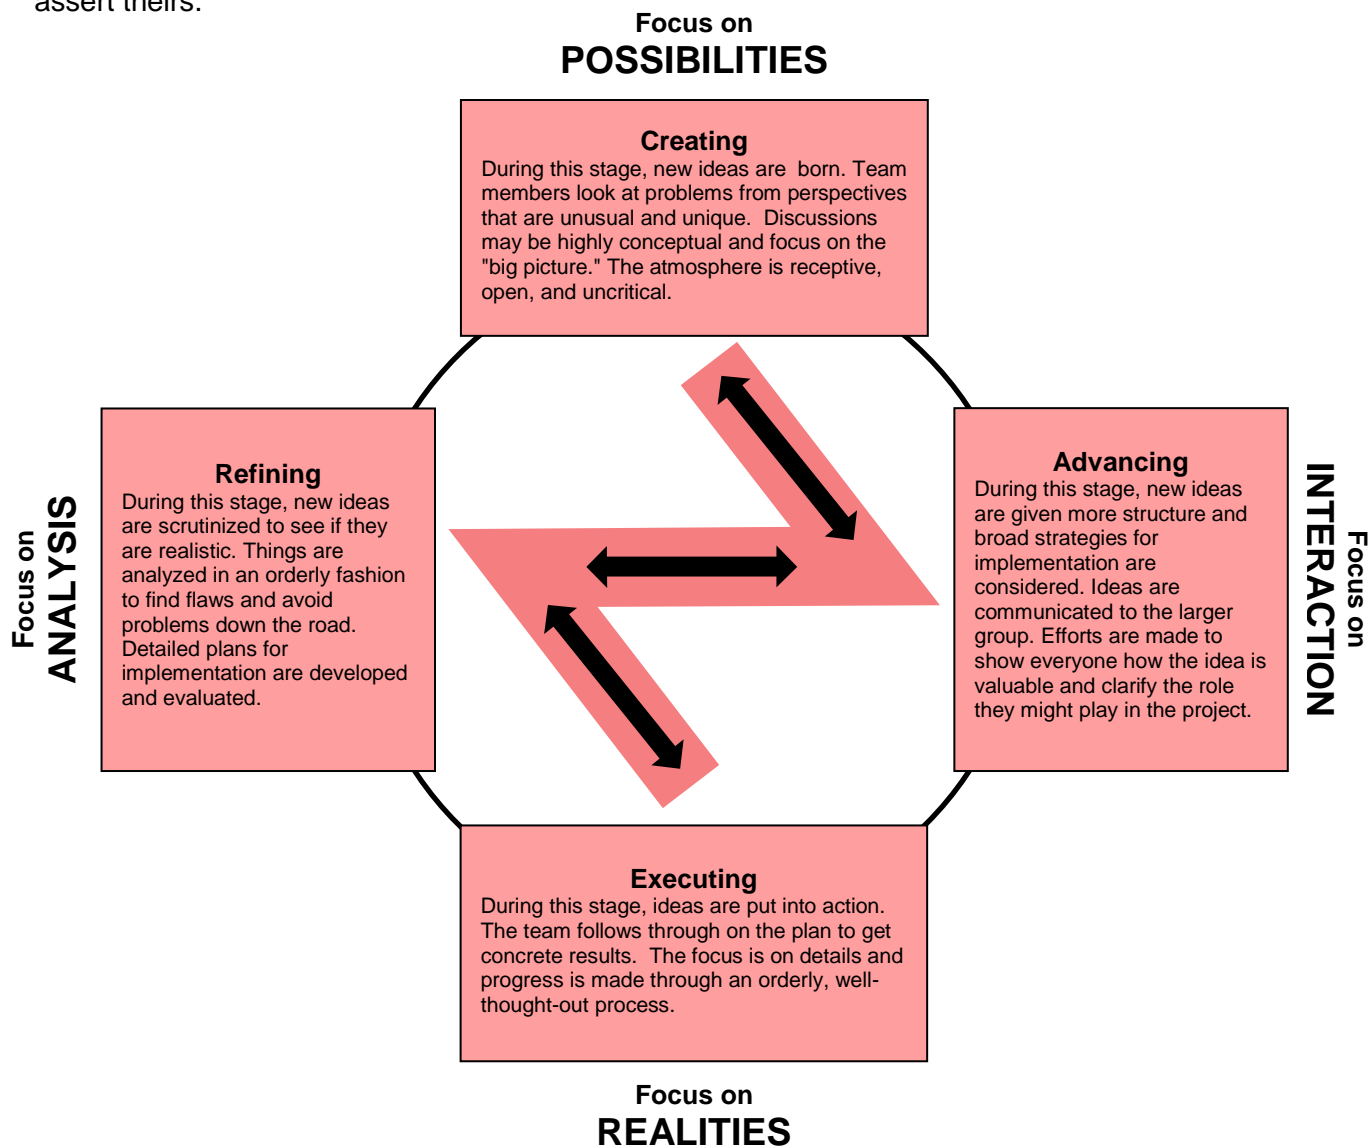 assert theirs.
Focus on
POSSIBILITIES
Creating
During this stage, new ideas are  born. Team
members look at problems from perspectives
that are unusual and unique.  Discussions
may be highly conceptual and focus on the
"big picture." The atmosphere is receptive,
open, and uncritical.
Focus on
ANALYSIS
Refining
During this stage, new ideas
are scrutinized to see if they
are realistic. Things are
analyzed in an orderly fashion
to find flaws and avoid
problems down the road.
Detailed plans for
implementation are developed
and evaluated.
Advancing
During this stage, new ideas
are given more structure and
broad strategies for
implementation are
considered. Ideas are
communicated to the larger
group. Efforts are made to
show everyone how the idea is
valuable and clarify the role
they might play in the project.
Focus on
INTERACTION
Executing
During this stage, ideas are put into action.
The team follows through on the plan to get
concrete results.  The focus is on details and
progress is made through an orderly, well-
thought-out process.
Focus on
REALITIES